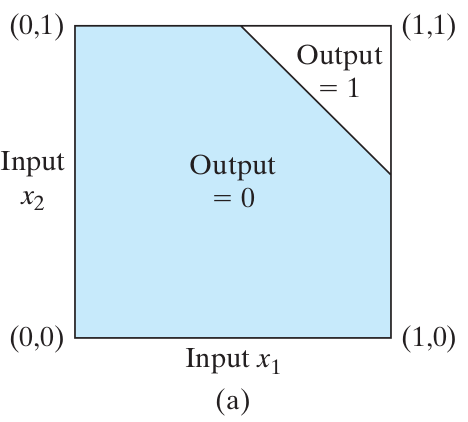 (0,1)
(1,1)
Output
= 1
Input
x2
Output
= 0
(0,0)
(1,0)
Input x1
(a)